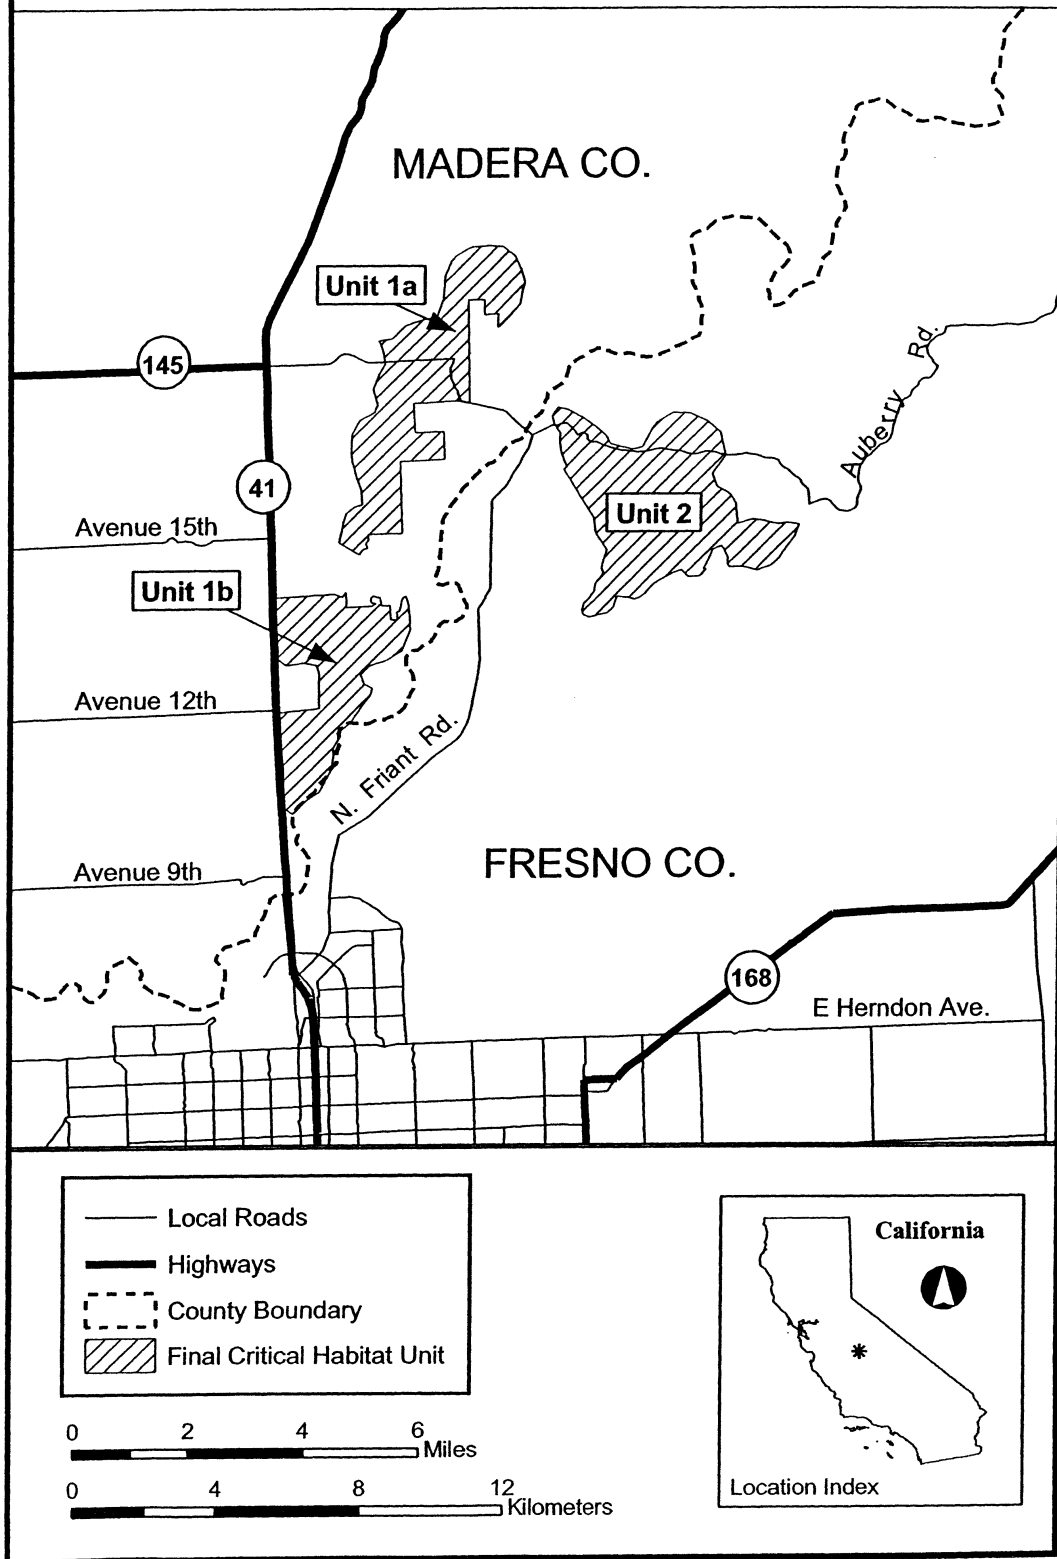 MADERA CO.
Unit 1a
145
Auberry Rd.
41
Unit 2
Avenue 15th
Unit 1b
Avenue 12th
N. Friant Rd.
Avenue 9th
FRESNO CO.
168
E Herndon Ave.
Local Roads
Highways
County Boundary
Final Critical Habitat Unit
0 2 4 6 Miles
0 4 8 12 Kilometers
California
Location Index